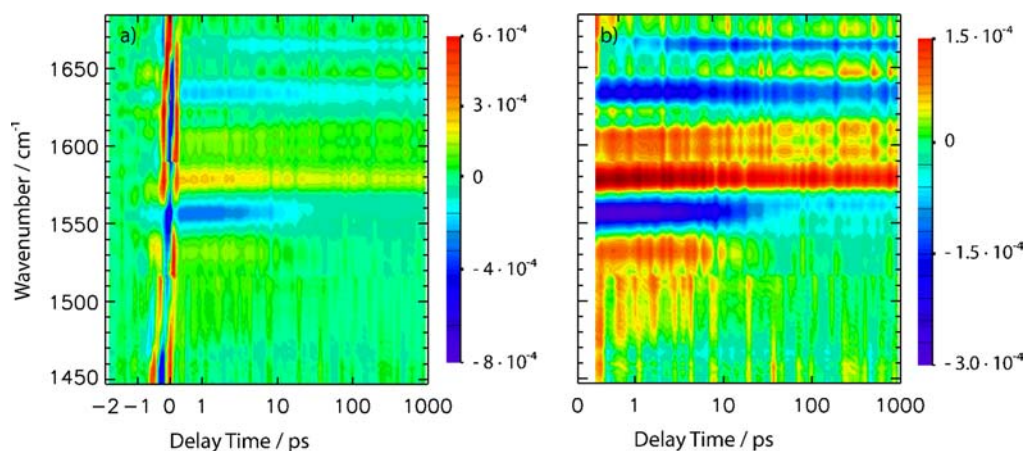 a)
6·10⁻⁴
3·10⁻⁴
0
-4·10⁻⁴
-8·10⁻⁴
1650
1600
1550
1500
1450
Wavenumber / cm⁻¹
−2 −1 0 1 10 100 1000
Delay Time / ps
b)
1.5·10⁻⁴
0
-1.5·10⁻⁴
-3.0·10⁻⁴
0 1 10 100 1000
Delay Time / ps